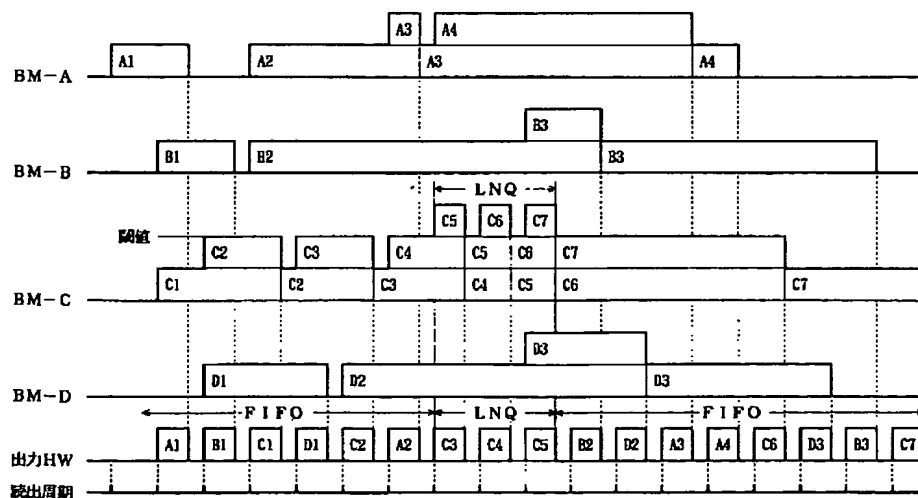 A3 A4
A1 A2 A3 A4
BM-A
B3
B1 B2 B3
BM-B
LNQ
C5 C6 C7
閾値 C2 C3 C4 C5 C6 C7
C1 C2 C3 C4 C5 C6 C7
BM-C
D3
D1 D2 D3
BM-D
FIFO LNQ FIFO
A1 B1 C1 D1 C2 A2 C3 C4 C5 B2 D2 A3 A4 C6 D3 B3 C7
出力HW
読出周期